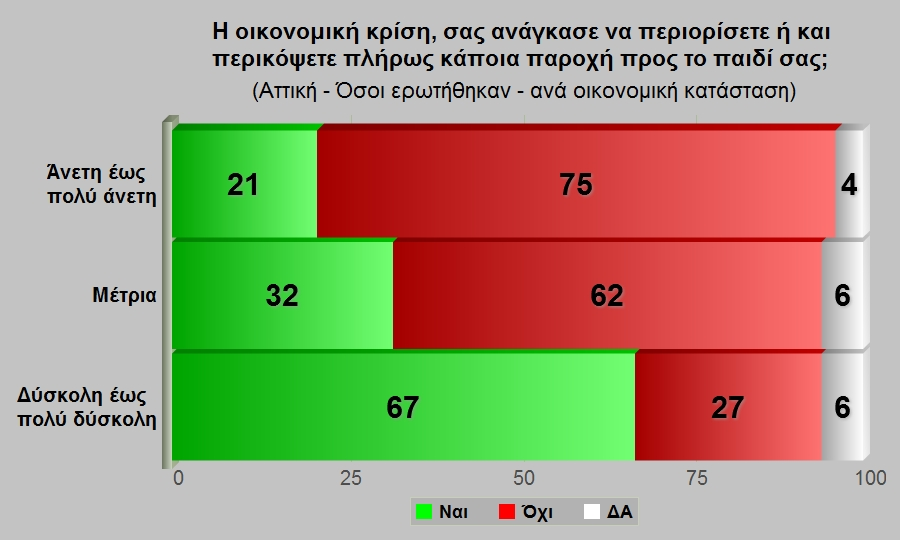 Η οικονομική κρίση, σας ανάγκασε να περιορίσετε ή και
περικόψετε πλήρως κάποια παροχή προς το παιδί σας;
(Αττική - Όσοι ερωτήθηκαν - ανά οικονομική κατάσταση)
Άνετη έως
πολύ άνετη
21 75 4
Μέτρια
32 62 6
Δύσκολη έως
πολύ δύσκολη
67 27 6
0 25 50 75 100
Ναι Όχι ΔΑ